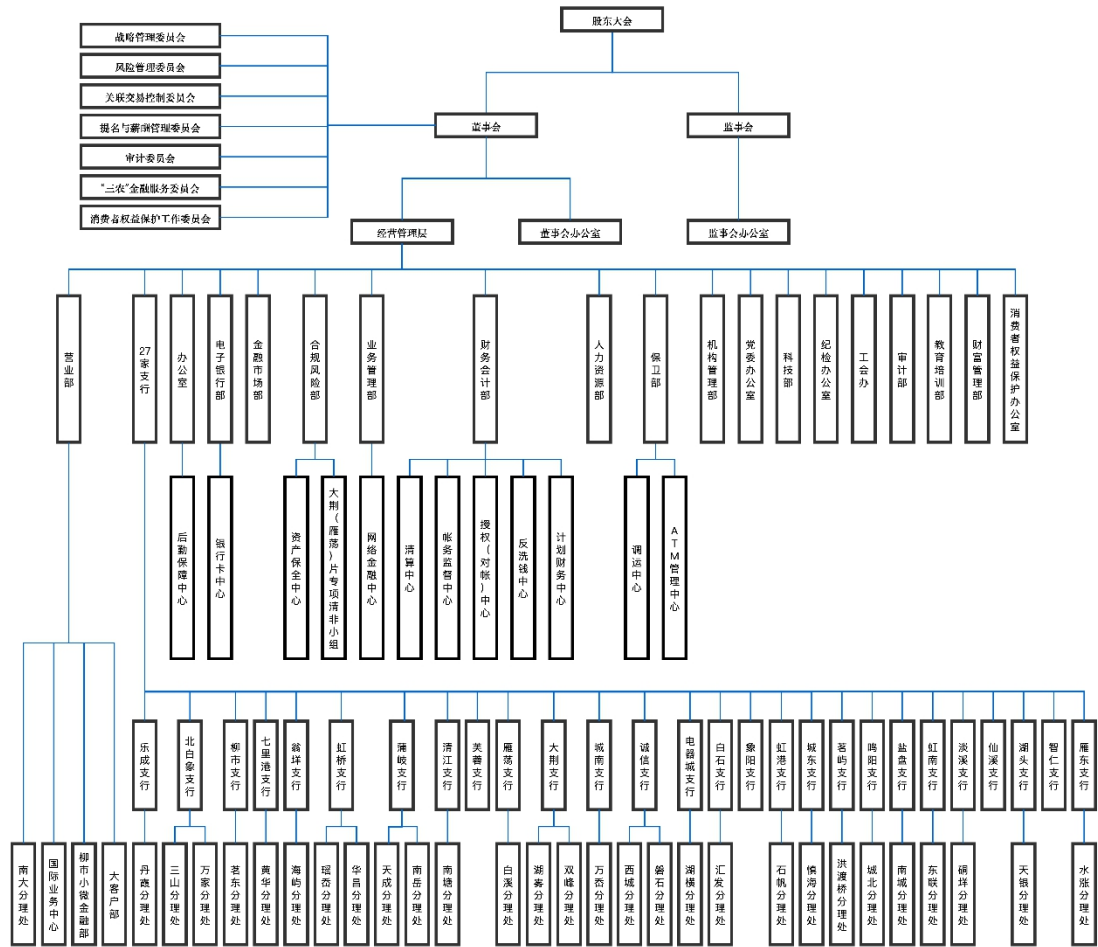 股东大会
战略管理委员会
风险管理委员会
关联交易控制委员会
提名与薪酬管理委员会
审计委员会
“三农”金融服务委员会
消费者权益保护工作委员会
董事会
监事会
经营管理层
董事会办公室
监事会办公室
营业部
27家支行
办公室
电子银行部
金融市场部
合规风险部
业务管理部
财务会计部
人力资源部
保卫部
机构管理部
党委办公室
科技部
纪检办公室
工会办
审计部
教育培训部
财富管理部
消费者权益保护办公室
后勤保障中心
银行卡中心
资产保全中心
大荆(雁荡)片专项清非小组
网络金融中心
清算中心
帐务监督中心
授权(对帐)中心
反洗钱中心
计划财务中心
调运中心
ATM管理中心
乐成支行
北白象支行
柳市支行
七里港支行
翁垟支行
虹桥支行
蒲岐支行
清江支行
芙蓉支行
雁荡支行
大荆支行
城南支行
诚信支行
电器城支行
白石支行
象阳支行
虹港支行
城东支行
茗屿支行
鸣阳支行
盐盘支行
虹南支行
淡溪支行
仙溪支行
湖头支行
智仁支行
雁东支行
南大分理处
国际业务中心
柳市小微金融部
大客户部
丹霞分理处
三山分理处
万家分理处
茗东分理处
黄华分理处
海屿分理处
瑶岙分理处
华昌分理处
天成分理处
南岳分理处
南塘分理处
白溪分理处
湖雾分理处
双峰分理处
万岙分理处
西城分理处
磐石分理处
湖横分理处
汇发分理处
石帆分理处
慎海分理处
洪渡桥分理处
城北分理处
南城分理处
东联分理处
硐垟分理处
天银分理处
水涨分理处